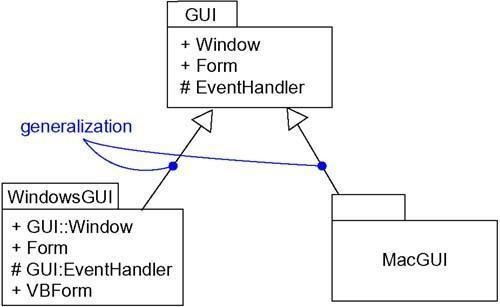 GUI
+ Window
+ Form
# EventHandler
generalization
WindowsGUI
+ GUI::Window
+ Form
# GUI:EventHandler
+ VBForm
MacGUI